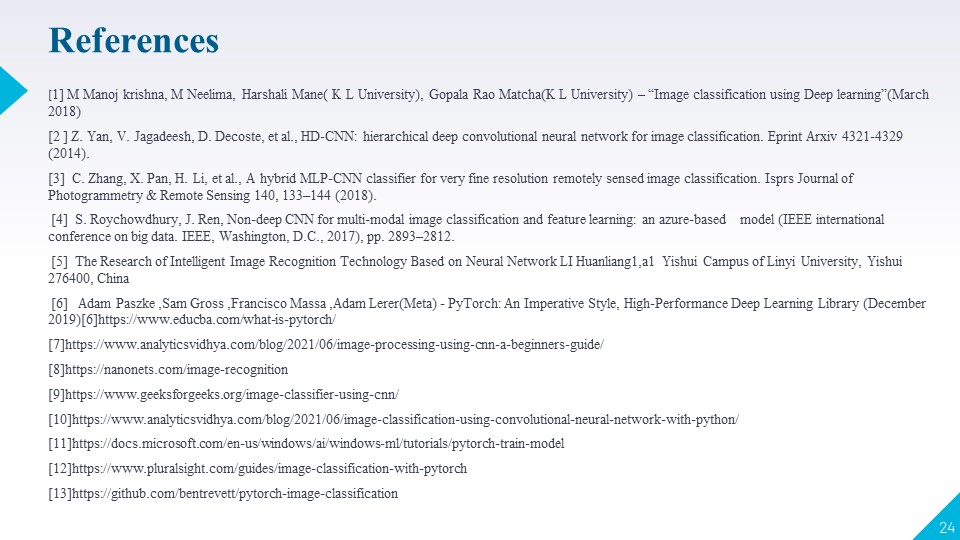 References
[1] M Manoj krishna, M Neelima, Harshali Mane( K L University), Gopala Rao Matcha(K L University) – “Image classification using Deep learning”(March
2018)
[2 ] Z. Yan, V. Jagadeesh, D. Decoste, et al., HD-CNN: hierarchical deep convolutional neural network for image classification. Eprint Arxiv 4321-4329
(2014).
[3] C. Zhang, X. Pan, H. Li, et al., A hybrid MLP-CNN classifier for very fine resolution remotely sensed image classification. Isprs Journal of
Photogrammetry & Remote Sensing 140, 133–144 (2018).
[4] S. Roychowdhury, J. Ren, Non-deep CNN for multi-modal image classification and feature learning: an azure-based model (IEEE international
conference on big data. IEEE, Washington, D.C., 2017), pp. 2893–2812.
[5] The Research of Intelligent Image Recognition Technology Based on Neural Network LI Huanliang1,a1 Yishui Campus of Linyi University, Yishui
276400, China
[6] Adam Paszke ,Sam Gross ,Francisco Massa ,Adam Lerer(Meta) - PyTorch: An Imperative Style, High-Performance Deep Learning Library (December
2019)[6]https://www.educba.com/what-is-pytorch/
[7]https://www.analyticsvidhya.com/blog/2021/06/image-processing-using-cnn-a-beginners-guide/
[8]https://nanonets.com/image-recognition
[9]https://www.geeksforgeeks.org/image-classifier-using-cnn/
[10]https://www.analyticsvidhya.com/blog/2021/06/image-classification-using-convolutional-neural-network-with-python/
[11]https://docs.microsoft.com/en-us/windows/ai/windows-ml/tutorials/pytorch-train-model
[12]https://www.pluralsight.com/guides/image-classification-with-pytorch
[13]https://github.com/bentrevett/pytorch-image-classification
24